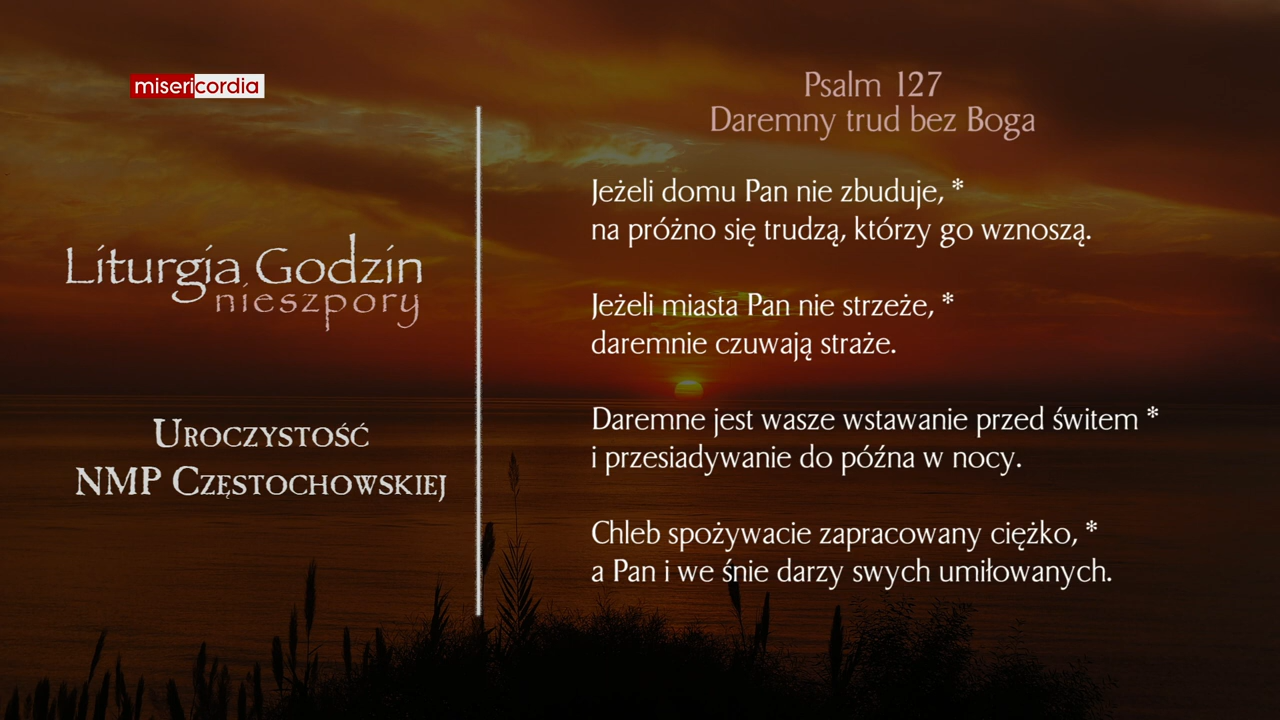 misericordia
Liturgia Godzin
nieszpory
Uroczystość
NMP Częstochowskiej
Psalm 127
Daremny trud bez Boga
Jeżeli domu Pan nie zbuduje, *
na próżno się trudzą, którzy go wznoszą.
Jeżeli miasta Pan nie strzeże, *
daremnie czuwają straże.
Daremne jest wasze wstawanie przed świtem *
i przesiadywanie do późna w nocy.
Chleb spożywacie zapracowany ciężko, *
a Pan i we śnie darzy swych umiłowanych.